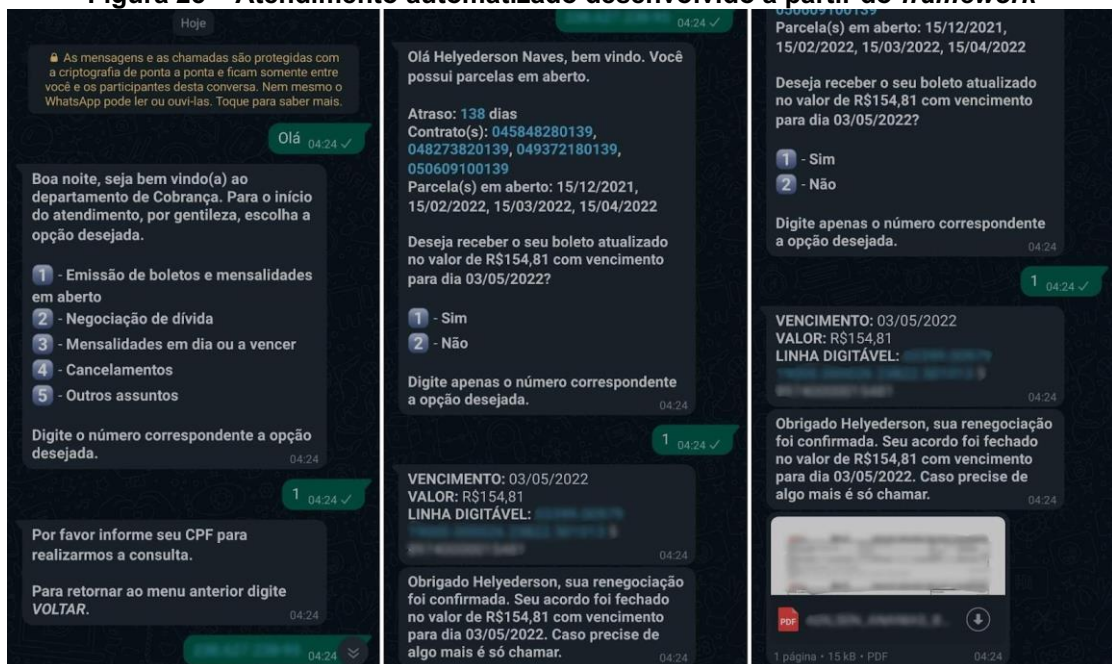 Hoje
As mensagens e as chamadas são protegidas com
a criptografia de ponta a ponta e ficam somente entre
você e os participantes desta conversa. Nem mesmo o
WhatsApp pode ler ou ouvi-las. Toque para saber mais.
Olá 04:24
Boa noite, seja bem vindo(a) ao
departamento de Cobrança. Para o início
do atendimento, por gentileza, escolha a
opção desejada.
1 - Emissão de boletos e mensalidades
em aberto
2 - Negociação de dívida
3 - Mensalidades em dia ou a vencer
4 - Cancelamentos
5 - Outros assuntos
Digite o número correspondente a opção
desejada.
04:24
1 04:24
Por favor informe seu CPF para
realizarmos a consulta.
Para retornar ao menu anterior digite
VOLTAR.
04:24
04:24
04:24
Olá Helyederson Naves, bem vindo. Você
possui parcelas em aberto.
Atraso: 138 dias
Contrato(s): 045848280139,
048273820139, 049372180139,
050609100139
Parcela(s) em aberto: 15/12/2021,
15/02/2022, 15/03/2022, 15/04/2022
Deseja receber o seu boleto atualizado
no valor de R$154,81 com vencimento
para dia 03/05/2022?
1 - Sim
2 - Não
Digite apenas o número correspondente
a opção desejada.
04:24
1 04:24
VENCIMENTO: 03/05/2022
VALOR: R$154,81
LINHA DIGITÁVEL:
04:24
Obrigado Helyederson, sua renegociação
foi confirmada. Seu acordo foi fechado
no valor de R$154,81 com vencimento
para dia 03/05/2022. Caso precise de
algo mais é só chamar.
04:24
Parcela(s) em aberto: 15/12/2021,
15/02/2022, 15/03/2022, 15/04/2022
Deseja receber o seu boleto atualizado
no valor de R$154,81 com vencimento
para dia 03/05/2022?
1 - Sim
2 - Não
Digite apenas o número correspondente
a opção desejada.
04:24
1 04:24
VENCIMENTO: 03/05/2022
VALOR: R$154,81
LINHA DIGITÁVEL:
04:24
Obrigado Helyederson, sua renegociação
foi confirmada. Seu acordo foi fechado
no valor de R$154,81 com vencimento
para dia 03/05/2022. Caso precise de
algo mais é só chamar.
04:24
PDF
1 página • 15 kB • PDF
04:24